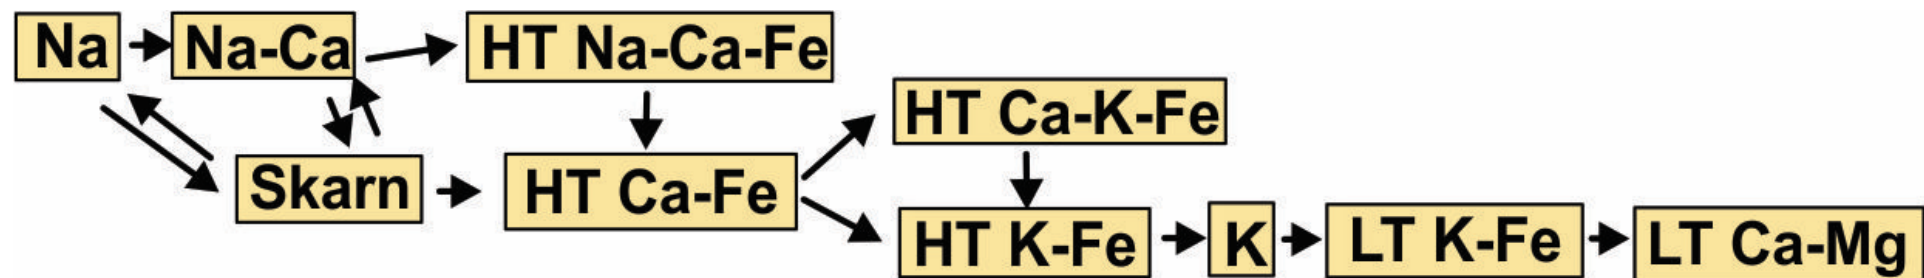 Na
Na-Ca
HT Na-Ca-Fe
HT Ca-K-Fe
Skarn
HT Ca-Fe
HT K-Fe
K
LT K-Fe
LT Ca-Mg